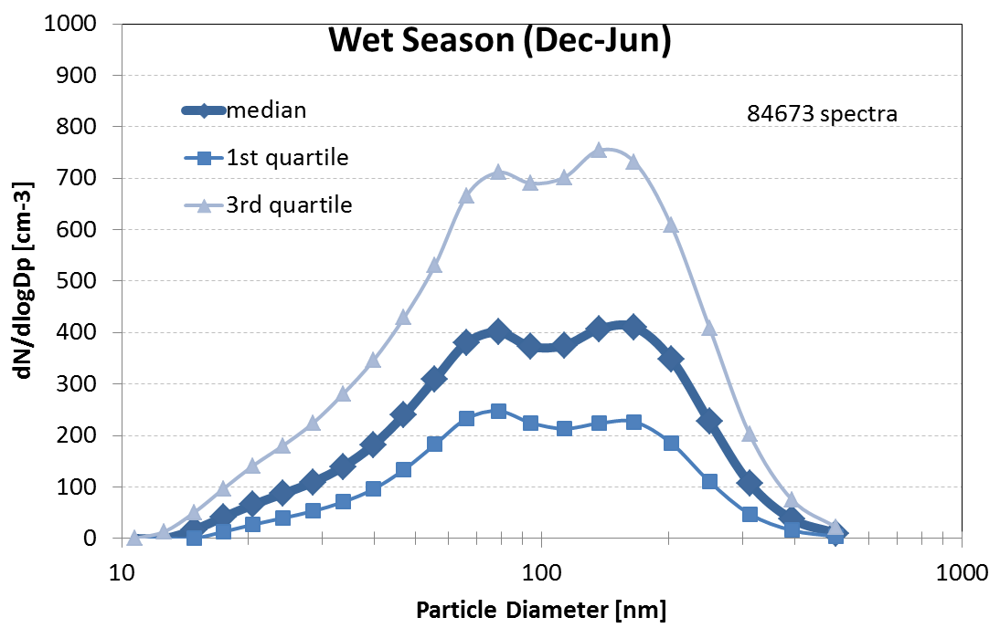 Wet Season (Dec-Jun)
1000
900
800
700
600
500
400
300
200
100
0
dN/dlogDp [cm-3]
median
1st quartile
3rd quartile
84673 spectra
10
100
1000
Particle Diameter [nm]